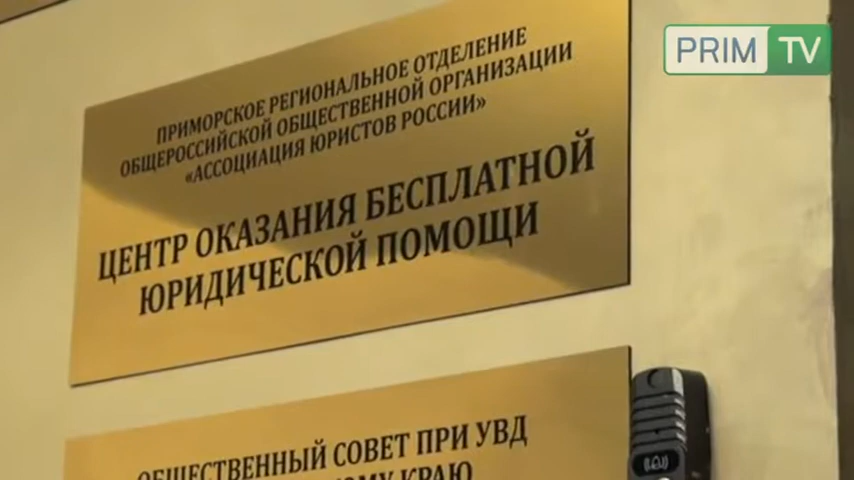 PRIM TV
ПРИМОРСКОЕ РЕГИОНАЛЬНОЕ ОТДЕЛЕНИЕ
ОБЩЕРОССИЙСКОЙ ОБЩЕСТВЕННОЙ ОРГАНИЗАЦИИ
«АССОЦИАЦИЯ ЮРИСТОВ РОССИИ»
ЦЕНТР ОКАЗАНИЯ БЕСПЛАТНОЙ
ЮРИДИЧЕСКОЙ ПОМОЩИ
ОБЩЕСТВЕННЫЙ СОВЕТ ПРИ УВД
КРАЮ